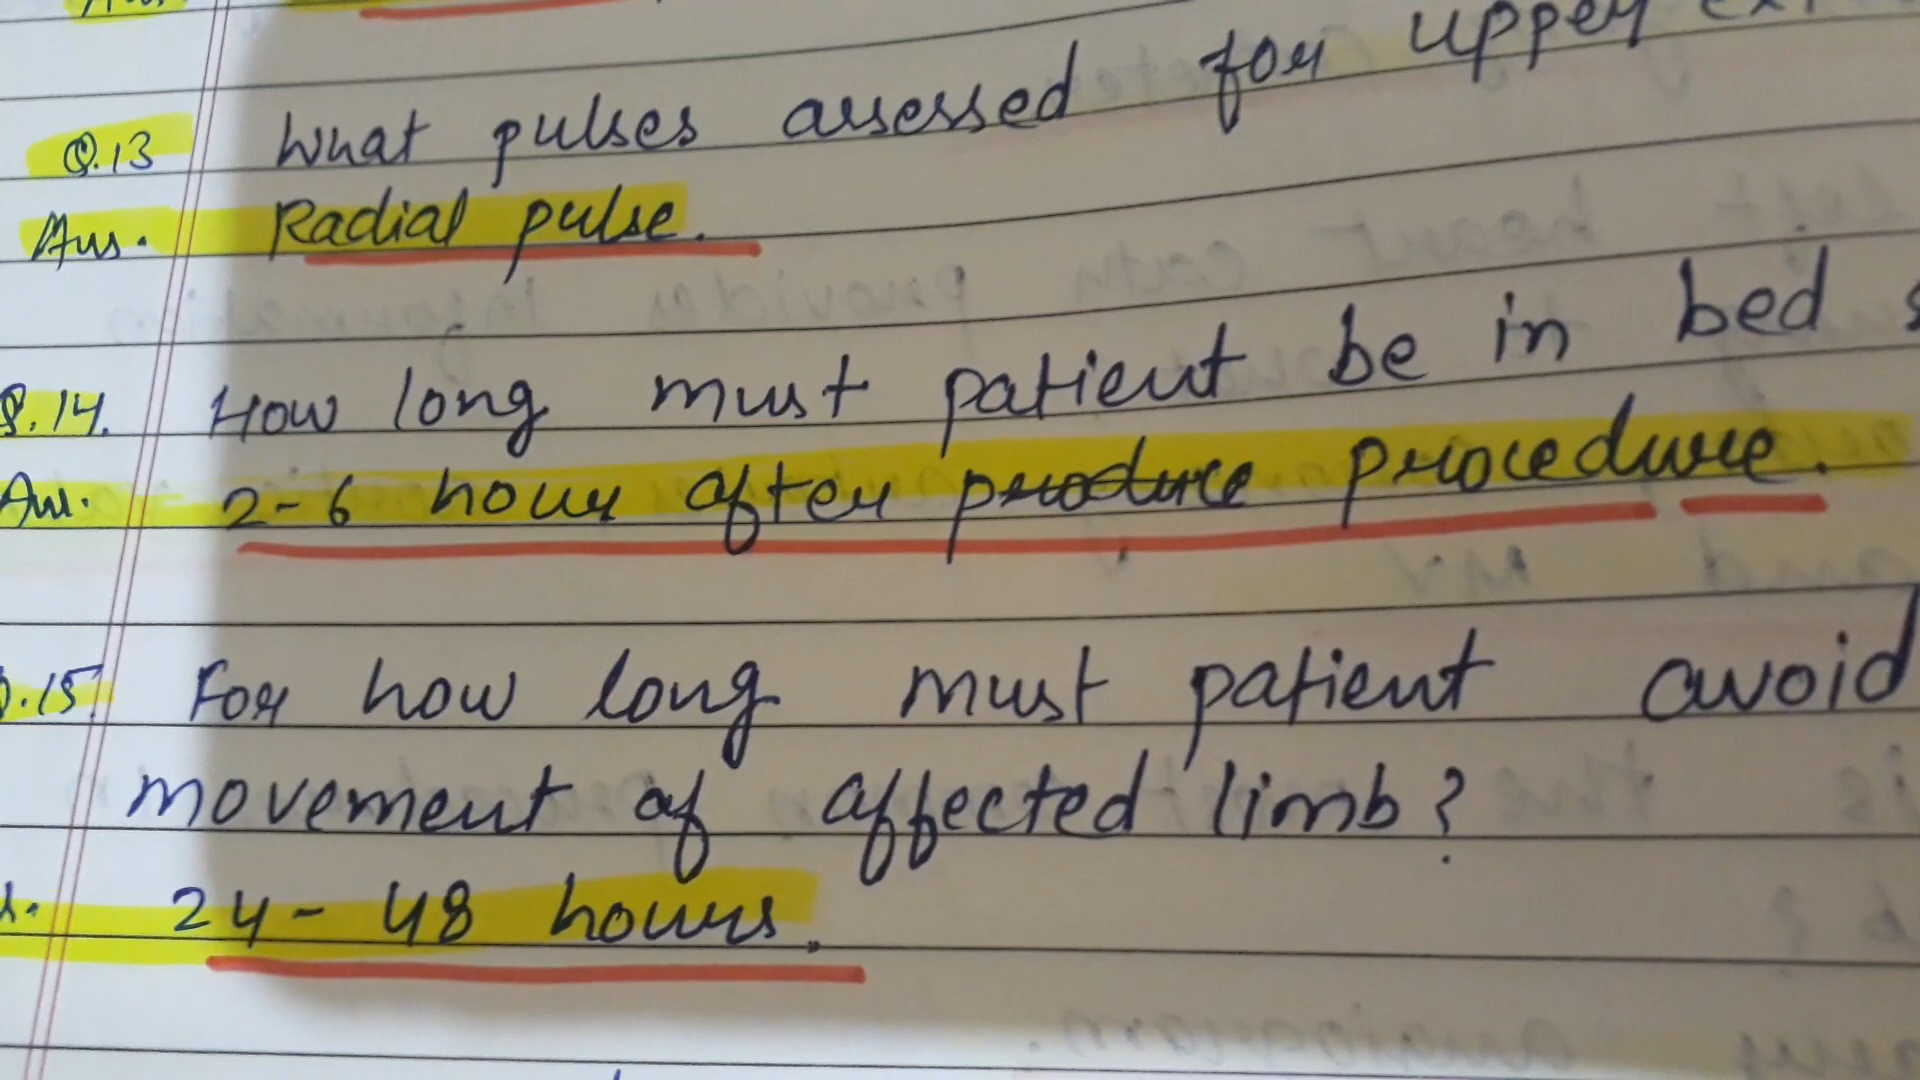 Q.13 What pulses assessed for upper
Ans. Radial pulse.
Q.14. How long must patient be in bed
Ans. 2-6 hour after produrce procedure.
Q.15. For how long must patient avoid
movement of affected limb?
24-48 hours.